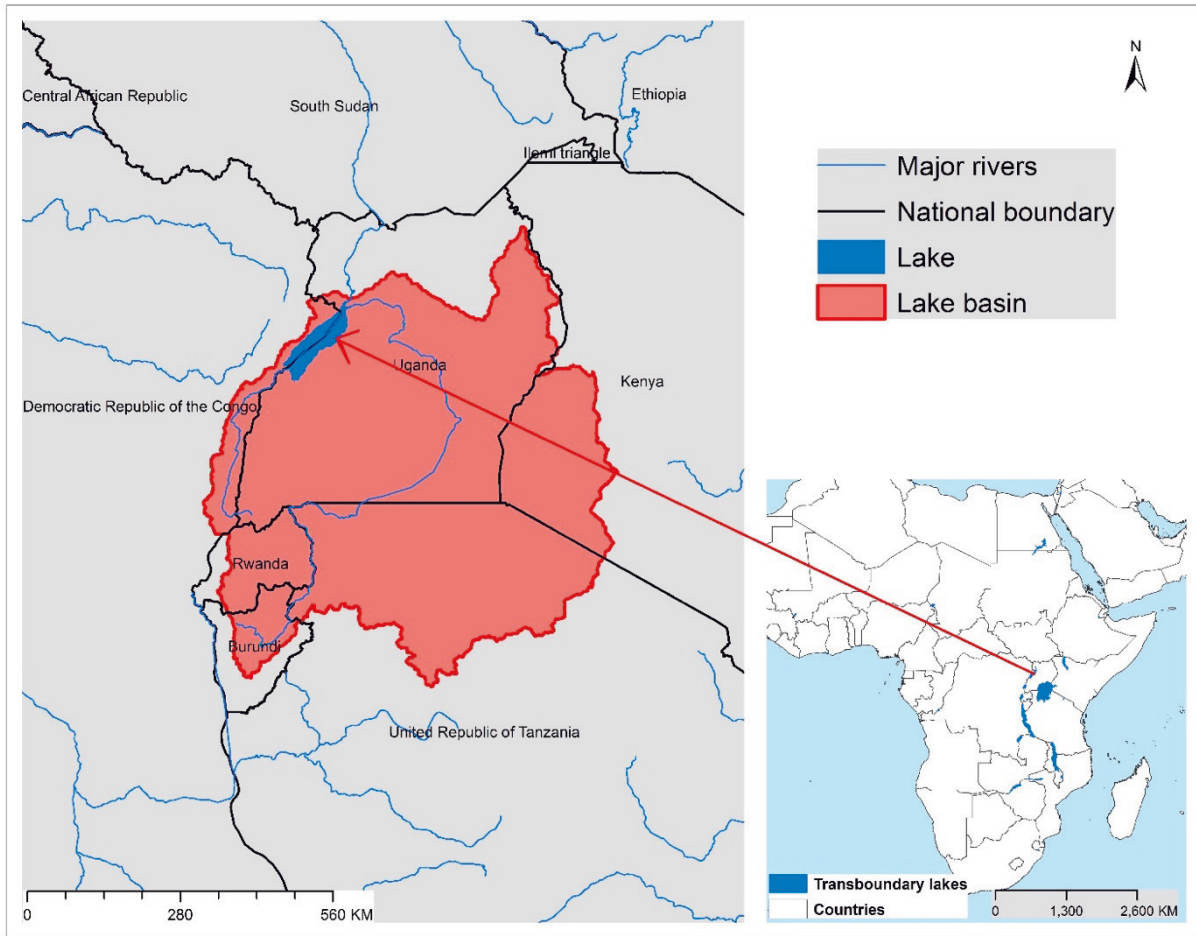 Central African Republic
South Sudan
Ethiopia
Ilemi triangle
Uganda
Kenya
Democratic Republic of the Congo
Rwanda
Burundi
United Republic of Tanzania
0 280 560 KM
N
Major rivers
National boundary
Lake
Lake basin
Transboundary lakes
Countries
0 1,300 2,600 KM